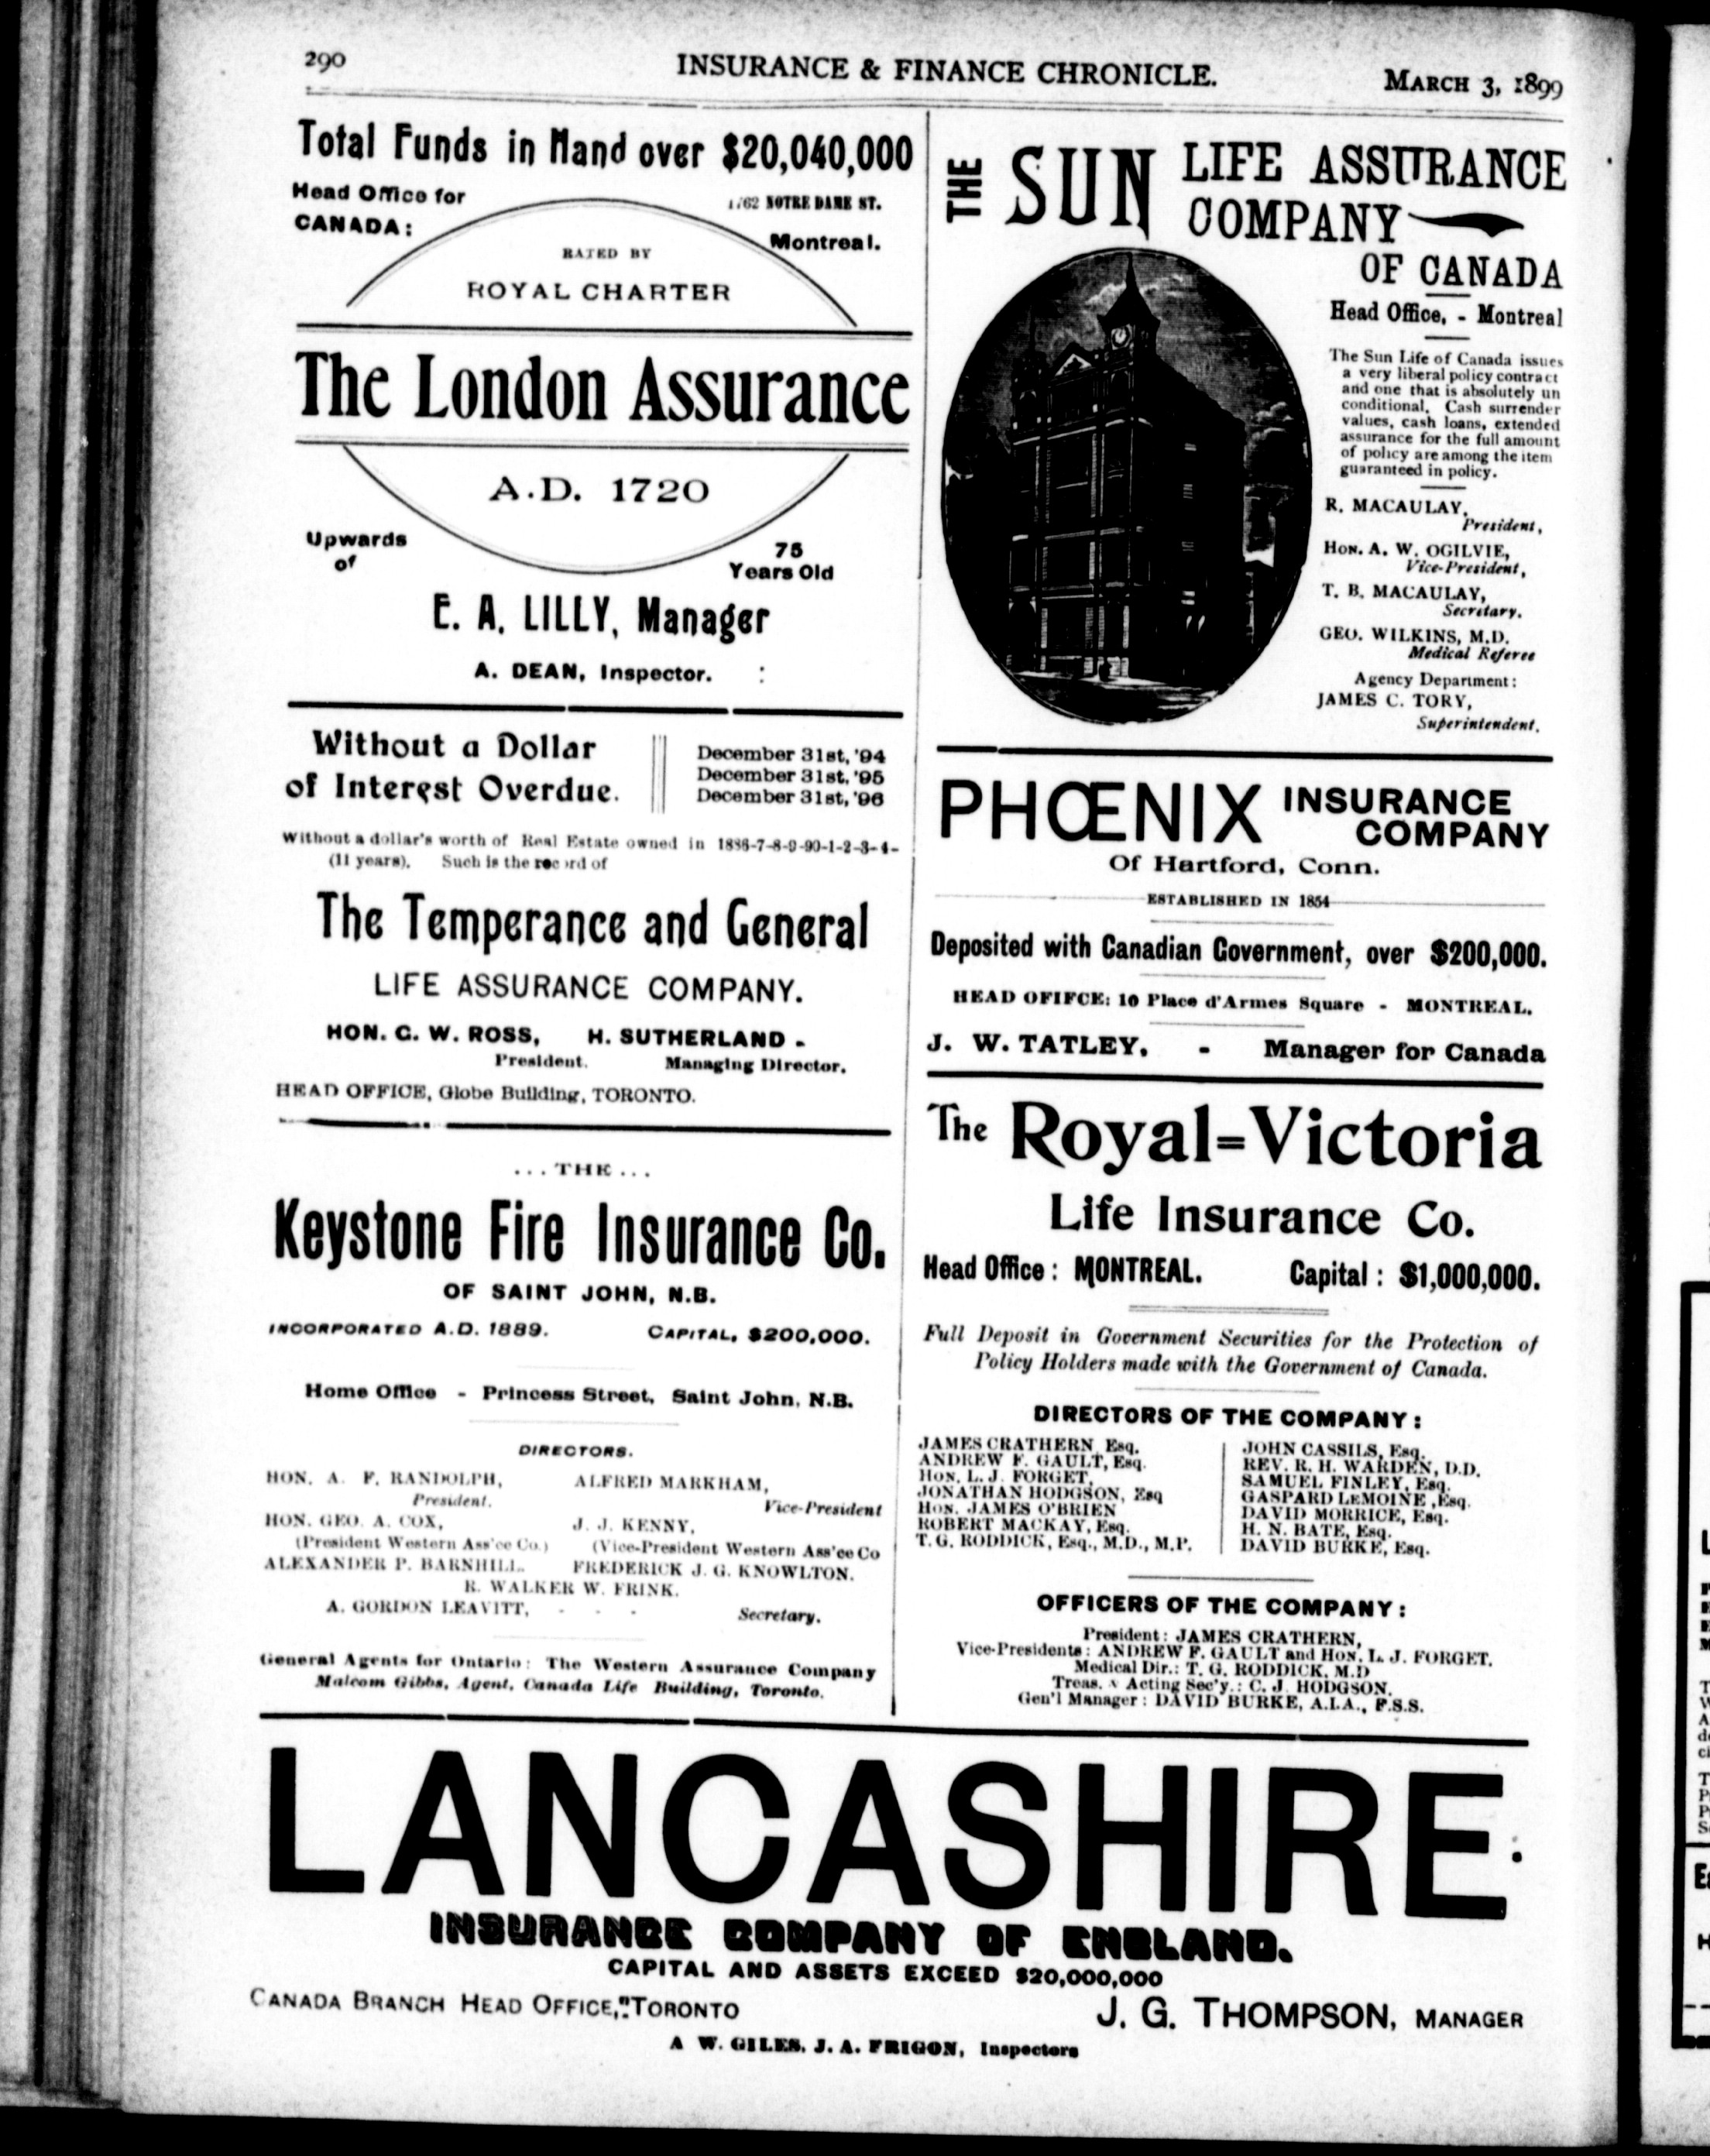 290
INSURANCE & FINANCE CHRONICLE.
MARCH 3, 1899
Total Funds in Hand over $20,040,000
Head Office for
CANADA:
1762 NOTRE DAME ST.
Montreal.
RATED BY
ROYAL CHARTER
The London Assurance
A.D. 1720
Upwards
of
75
Years Old
E. A. LILLY, Manager
A. DEAN, Inspector.
Without a Dollar
of Interest Overdue.
December 31st, '94
December 31st, '95
December 31st, '96
Without a dollar's worth of Real Estate owned in 1886-7-8-9-90-1-2-3-4-
(11 years). Such is the record of
The Temperance and General
LIFE ASSURANCE COMPANY.
HON. G. W. ROSS,
President.
H. SUTHERLAND -
Managing Director.
HEAD OFFICE, Globe Building, TORONTO.
...THE...
Keystone Fire Insurance Co.
OF SAINT JOHN, N.B.
INCORPORATED A.D. 1889. CAPITAL, $200,000.
Home Office - Princess Street, Saint John, N.B.
DIRECTORS.
HON. A. F. RANDOLPH, ALFRED MARKHAM,
President. Vice-President
HON. GEO. A. COX, J. J. KENNY,
(President Western Ass'ce Co.) (Vice-President Western Ass'ce Co
ALEXANDER P. BARNHILL. FREDERICK J. G. KNOWLTON.
R. WALKER W. FRINK.
A. GORDON LEAVITT, - - - Secretary.
General Agents for Ontario: The Western Assurance Company
Malcom Gibbs, Agent, Canada Life Building, Toronto.
THE SUN LIFE ASSURANCE
COMPANY
OF CANADA
Head Office, - Montreal
The Sun Life of Canada issues
a very liberal policy contract
and one that is absolutely un
conditional. Cash surrender
values, cash loans, extended
assurance for the full amount
of policy are among the item
guaranteed in policy.
R. MACAULAY,
President,
HON. A. W. OGILVIE,
Vice-President,
T. B. MACAULAY,
Secretary.
GEO. WILKINS, M.D.
Medical Referee
Agency Department:
JAMES C. TORY,
Superintendent.
PHŒNIX INSURANCE
COMPANY
Of Hartford, Conn.
ESTABLISHED IN 1854
Deposited with Canadian Government, over $200,000.
HEAD OFIFCE: 16 Place d'Armes Square - MONTREAL.
J. W. TATLEY. - Manager for Canada
The Royal=Victoria
Life Insurance Co.
Head Office: MONTREAL. Capital: $1,000,000.
Full Deposit in Government Securities for the Protection of
Policy Holders made with the Government of Canada.
DIRECTORS OF THE COMPANY:
JAMES CRATHERN, Esq.
ANDREW F. GAULT, Esq.
HON. L. J. FORGET,
JONATHAN HODGSON, Esq
HON. JAMES O'BRIEN
ROBERT MACKAY, Esq.
T. G. RODDICK, Esq., M.D., M.P.
JOHN CASSILS, Esq.
REV. R. H. WARDEN, D.D.
SAMUEL FINLEY, Esq.
GASPARD LEMOINE, Esq.
DAVID MORRICE, Esq.
H. N. BATE, Esq.
DAVID BURKE, Esq.
OFFICERS OF THE COMPANY:
President: JAMES CRATHERN,
Vice-Presidents: ANDREW F. GAULT and HON. L. J. FORGET.
Medical Dir.: T. G. RODDICK, M.D
Treas. & Acting Sec'y.: C. J. HODGSON.
Gen'l Manager: DAVID BURKE, A.I.A., F.S.S.
LANCASHIRE
INSURANCE COMPANY OF ENGLAND.
CAPITAL AND ASSETS EXCEED $20,000,000
CANADA BRANCH HEAD OFFICE, TORONTO
J. G. THOMPSON, MANAGER
A W. GILES, J. A. FRIGON, Inspectors